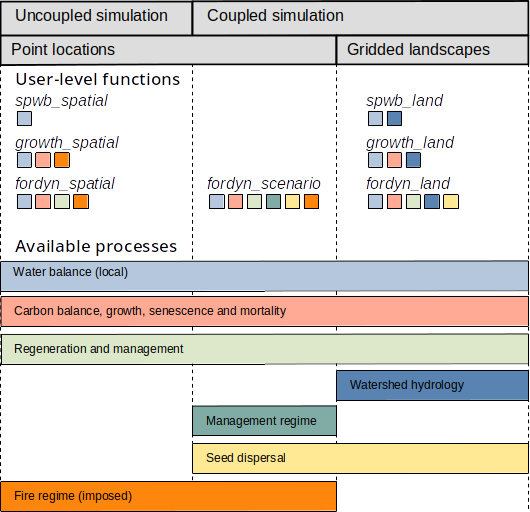 Uncoupled simulation
Coupled simulation
Point locations
Gridded landscapes
User-level functions
spwb_spatial
spwb_land
growth_spatial
growth_land
fordyn_spatial
fordyn_scenario
fordyn_land
Available processes
Water balance (local)
Carbon balance, growth, senescence and mortality
Regeneration and management
Watershed hydrology
Management regime
Seed dispersal
Fire regime (imposed)